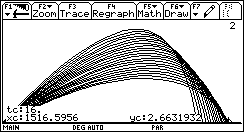 F1▼ F2▼ Zoom F3 Trace F4 Regraph F5▼ Math F6▼ Draw F7▼
2
tc:16.
xc:1516.5956 yc:2.6631932
MAIN DEG AUTO PAR